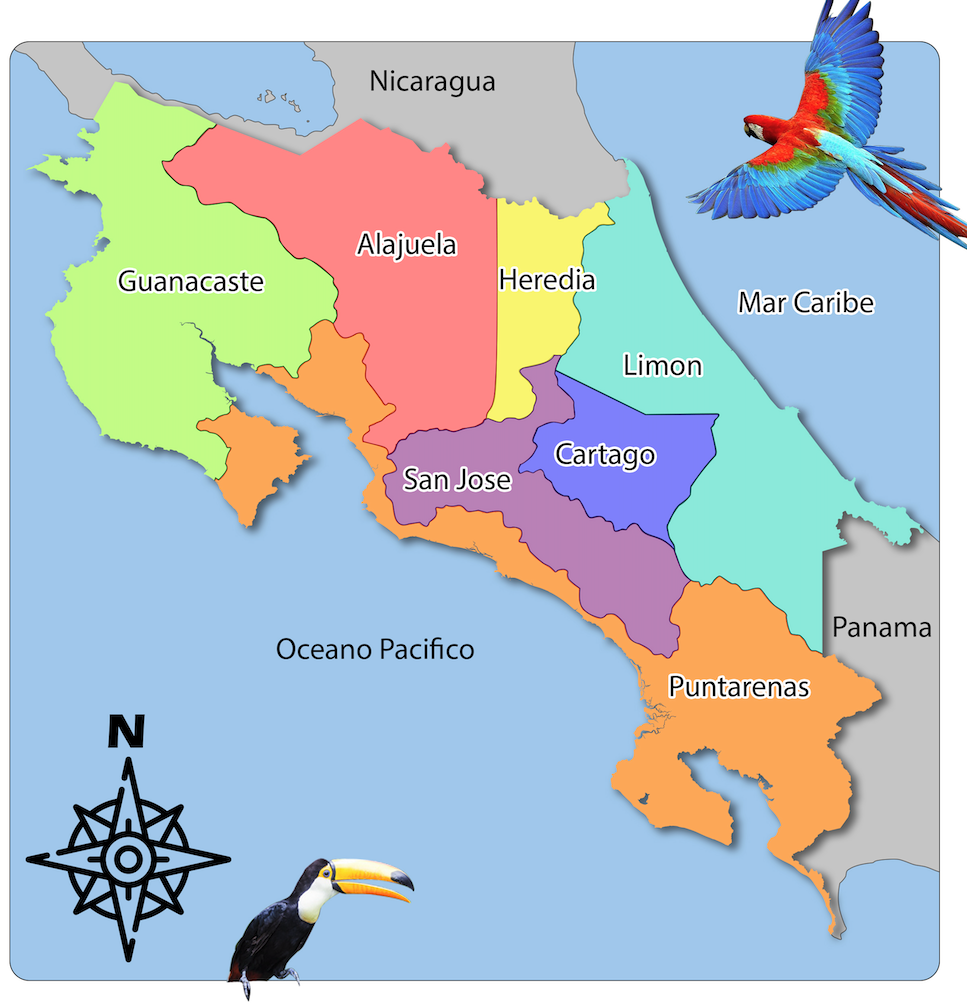 Nicaragua
Alajuela
Guanacaste
Heredia
Mar Caribe
Limon
Cartago
San Jose
Panama
Oceano Pacifico
Puntarenas
N